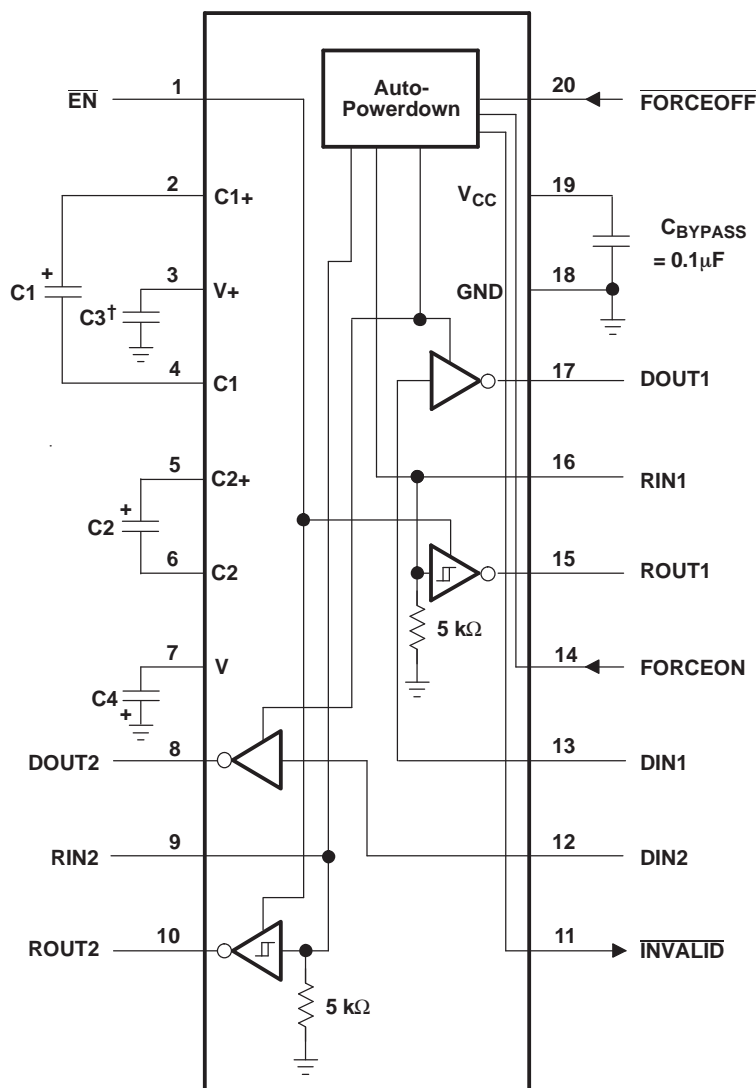 Auto-
Powerdown
EN
1
20
FORCEOFF
2
C1+
VCC
19
CBYPASS
= 0.1µF
+
C1
3
V+
C3†
GND
18
4
C1
17
DOUT1
5
C2+
16
RIN1
+
C2
6
C2
15
ROUT1
5 kΩ
7
V
14
FORCEON
C4
+
DOUT2
8
13
DIN1
RIN2
9
12
DIN2
ROUT2
10
11
INVALID
5 kΩ